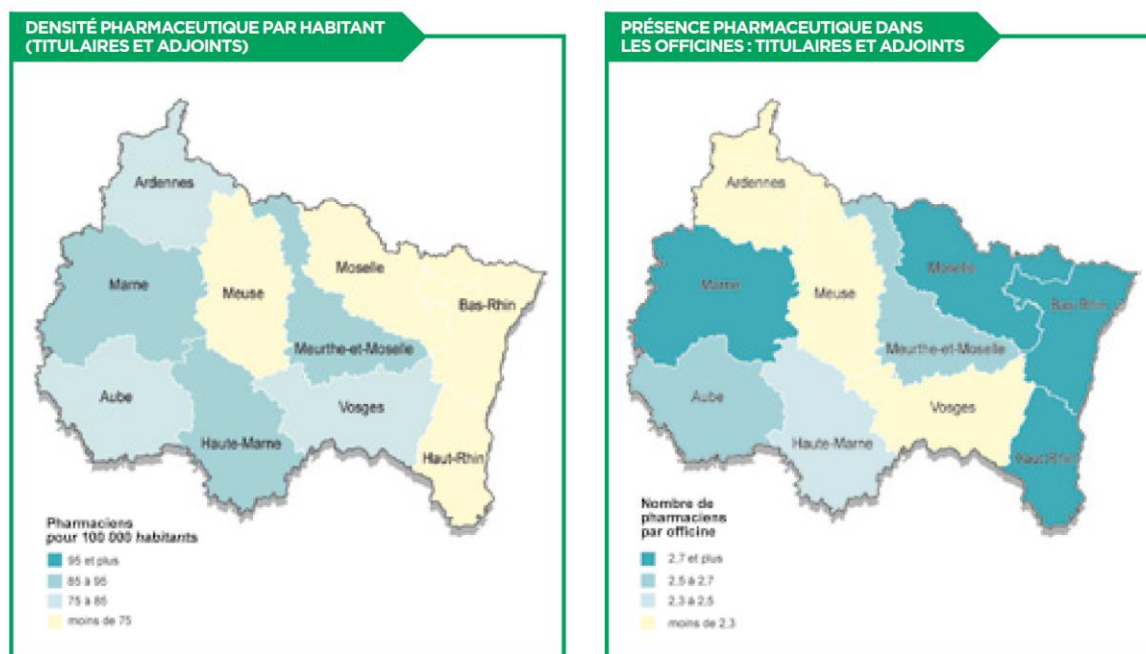 DENSITÉ PHARMACEUTIQUE PAR HABITANT
(TITULAIRES ET ADJOINTS)
Ardennes
Marne
Meuse
Moselle
Bas-Rhin
Meurthe-et-Moselle
Aube
Vosges
Haute-Marne
Haut-Rhin
Pharmaciens
pour 100 000 habitants
95 et plus
85 à 95
75 à 85
moins de 75
PRÉSENCE PHARMACEUTIQUE DANS
LES OFFICINES : TITULAIRES ET ADJOINTS
Ardennes
Marne
Meuse
Moselle
Bas-Rhin
Meurthe-et-Moselle
Aube
Vosges
Haute-Marne
Haut-Rhin
Nombre de
pharmaciens
par officine
2,7 et plus
2,5 à 2,7
2,3 à 2,5
moins de 2,3